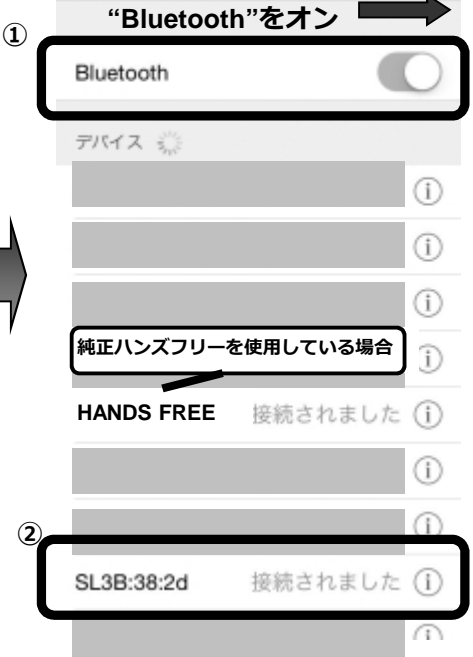 “Bluetooth”をオン
①
Bluetooth
デバイス
純正ハンズフリーを使用している場合
HANDS FREE 接続されました
②
SL3B:38:2d 接続されました